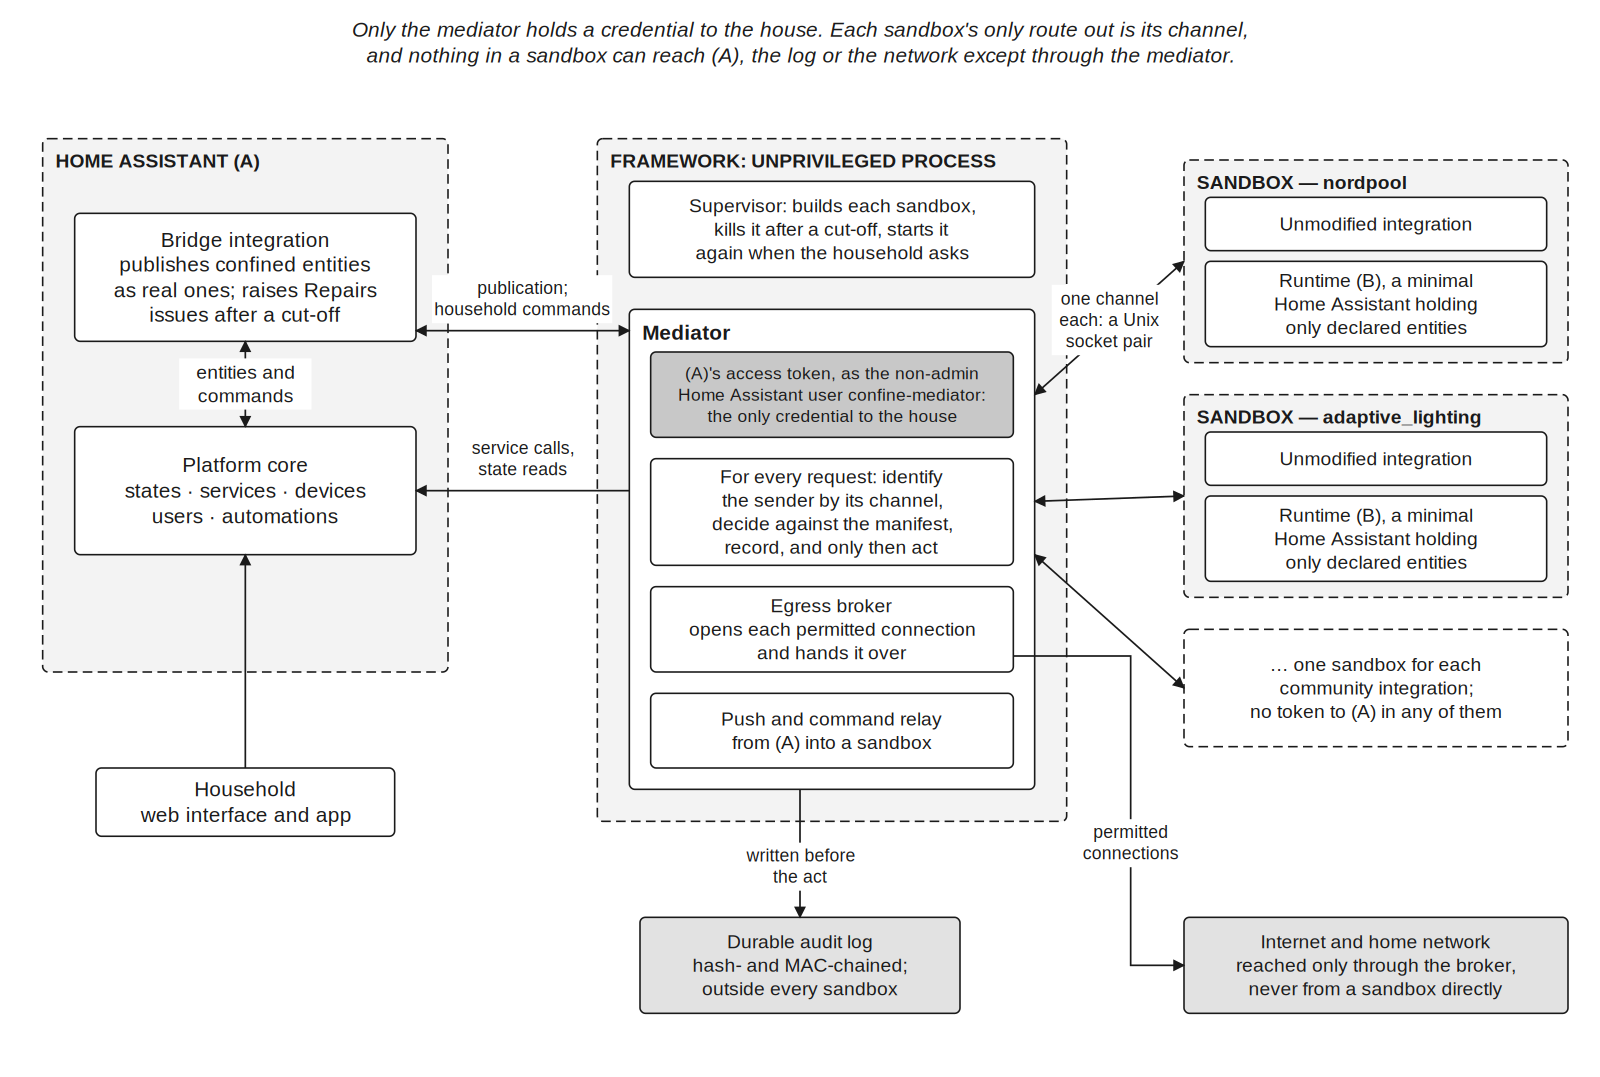 Only the mediator holds a credential to the house. Each sandbox's only route out is its channel,
and nothing in a sandbox can reach (A), the log or the network except through the mediator.
HOME ASSISTANT (A)
Bridge integration
publishes confined entities
as real ones; raises Repairs
issues after a cut-off
entities and
commands
Platform core
states · services · devices
users · automations
Household
web interface and app
publication;
household commands
service calls,
state reads
FRAMEWORK: UNPRIVILEGED PROCESS
Supervisor: builds each sandbox,
kills it after a cut-off, starts it
again when the household asks
Mediator
(A)'s access token, as the non-admin
Home Assistant user confine-mediator:
the only credential to the house
For every request: identify
the sender by its channel,
decide against the manifest,
record, and only then act
Egress broker
opens each permitted connection
and hands it over
Push and command relay
from (A) into a sandbox
written before
the act
Durable audit log
hash- and MAC-chained;
outside every sandbox
one channel
each: a Unix
socket pair
SANDBOX — nordpool
Unmodified integration
Runtime (B), a minimal
Home Assistant holding
only declared entities
SANDBOX — adaptive_lighting
Unmodified integration
Runtime (B), a minimal
Home Assistant holding
only declared entities
… one sandbox for each
community integration;
no token to (A) in any of them
permitted
connections
Internet and home network
reached only through the broker,
never from a sandbox directly